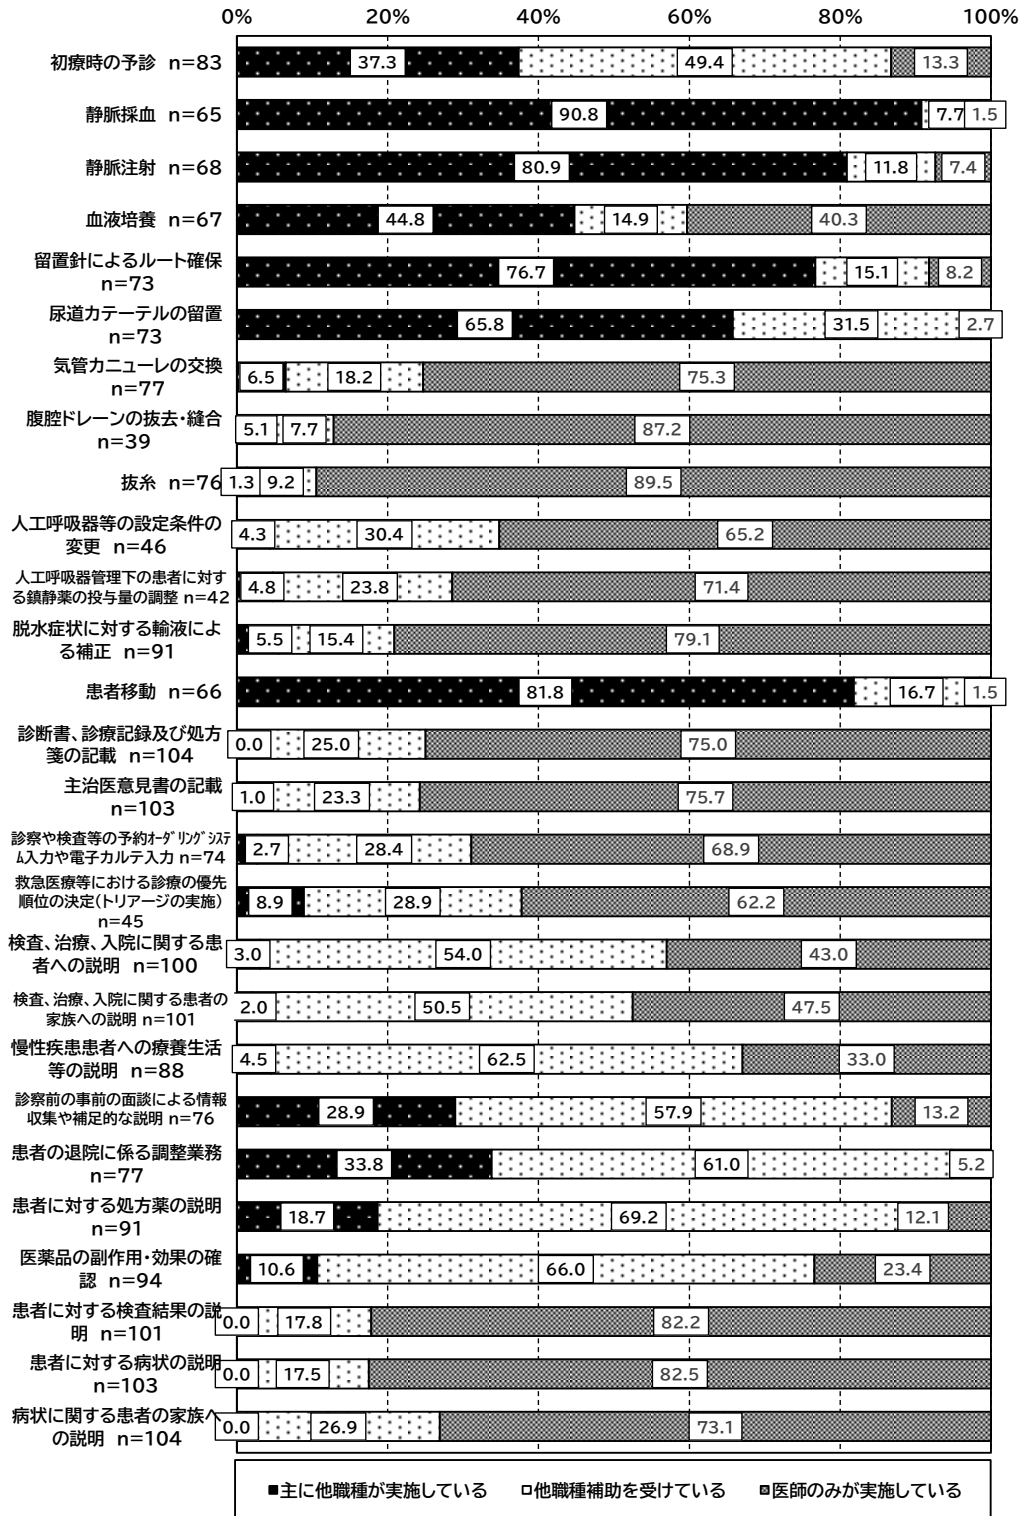 0% 20% 40% 60% 80% 100%
初療時の予診 n=83 37.3 49.4 13.3
静脈採血 n=65 90.8 7.7 1.5
静脈注射 n=68 80.9 11.8 7.4
血液培養 n=67 44.8 14.9 40.3
留置針によるルート確保
n=73 76.7 15.1 8.2
尿道カテーテルの留置
n=73 65.8 31.5 2.7
気管カニューレの交換
n=77 6.5 18.2 75.3
腹腔ドレーンの抜去・縫合
n=39 5.1 7.7 87.2
抜糸 n=76 1.3 9.2 89.5
人工呼吸器等の設定条件の
変更 n=46 4.3 30.4 65.2
人工呼吸器管理下の患者に対す
る鎮静薬の投与量の調整 n=42 4.8 23.8 71.4
脱水症状に対する輸液によ
る補正 n=91 5.5 15.4 79.1
患者移動 n=66 81.8 16.7 1.5
診断書、診療記録及び処方
箋の記載 n=104 0.0 25.0 75.0
主治医意見書の記載
n=103 1.0 23.3 75.7
診察や検査等の予約ｵｰﾀﾞﾘﾝｸﾞｼｽﾃ
ﾑ入力や電子カルテ入力 n=74 2.7 28.4 68.9
救急医療等における診療の優先
順位の決定(トリアージの実施)
n=45 8.9 28.9 62.2
検査、治療、入院に関する患
者への説明 n=100 3.0 54.0 43.0
検査、治療、入院に関する患者の
家族への説明 n=101 2.0 50.5 47.5
慢性疾患患者への療養生活
等の説明 n=88 4.5 62.5 33.0
診察前の事前の面談による情報
収集や補足的な説明 n=76 28.9 57.9 13.2
患者の退院に係る調整業務
n=77 33.8 61.0 5.2
患者に対する処方薬の説明
n=91 18.7 69.2 12.1
医薬品の副作用・効果の確
認 n=94 10.6 66.0 23.4
患者に対する検査結果の説
明 n=101 0.0 17.8 82.2
患者に対する病状の説明
n=103 0.0 17.5 82.5
病状に関する患者の家族へ
の説明 n=104 0.0 26.9 73.1
主に他職種が実施している 他職種補助を受けている 医師のみが実施している